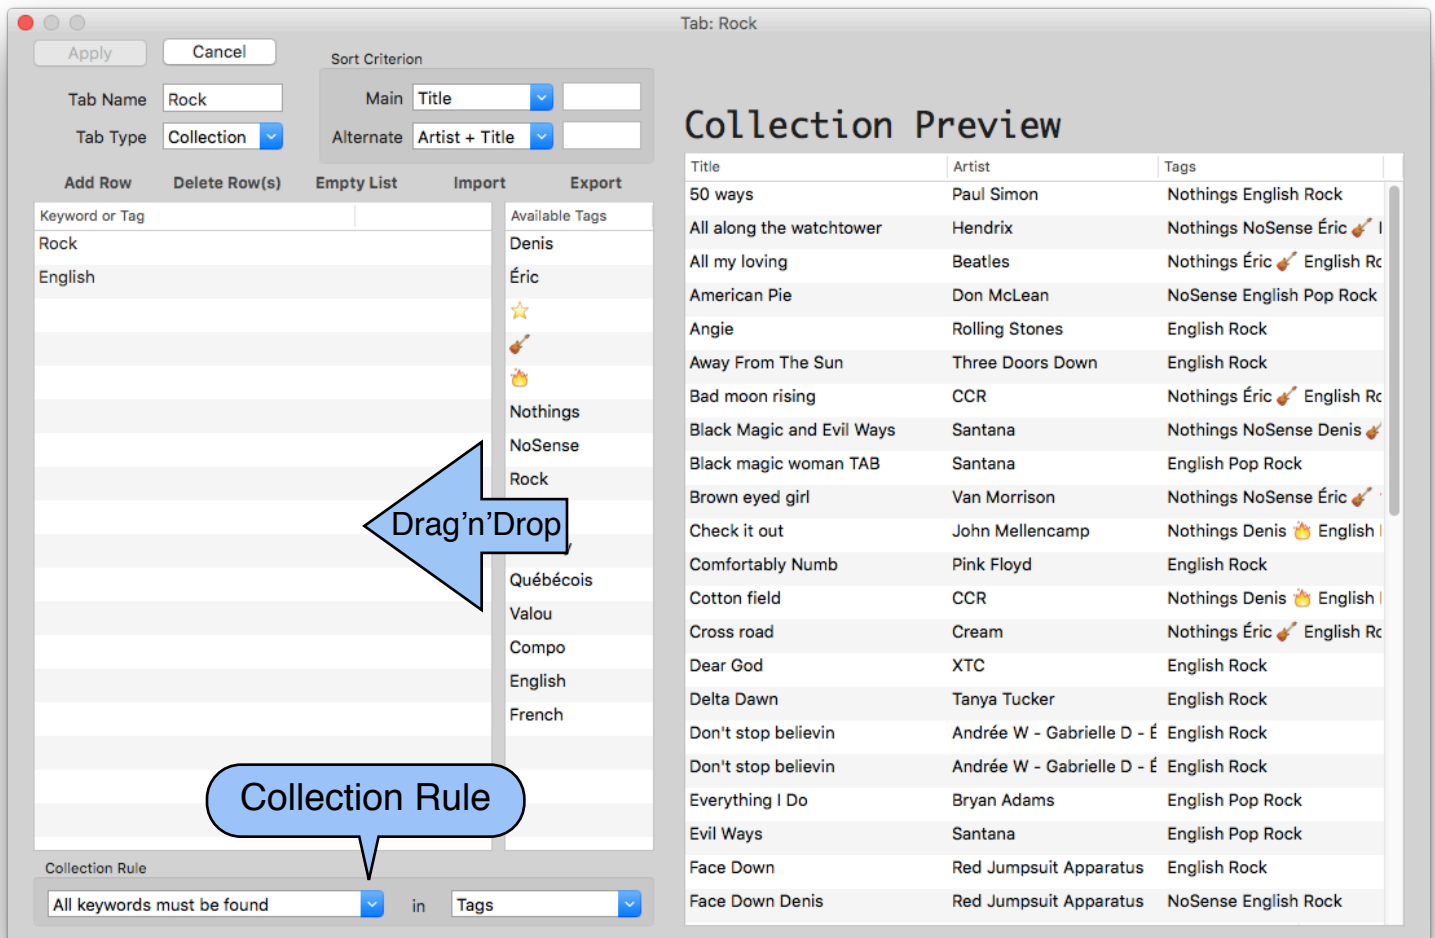 Tab: Rock
Apply
Cancel
Sort Criterion
Tab Name
Rock
Main
Title
Tab Type
Collection
Alternate
Artist + Title
Collection Preview
Add Row
Delete Row(s)
Empty List
Import
Export
Keyword or Tag
Rock
English
Available Tags
Denis
Éric
⭐
🎸
🔥
Nothings
NoSense
Rock
Québécois
Valou
Compo
English
French
Drag'n'Drop
Collection Rule
Collection Rule
All keywords must be found
in
Tags
Title Artist Tags
50 ways Paul Simon Nothings English Rock
All along the watchtower Hendrix Nothings NoSense Éric 🎸
All my loving Beatles Nothings Éric 🎸 English
American Pie Don McLean NoSense English Pop Rock
Angie Rolling Stones English Rock
Away From The Sun Three Doors Down English Rock
Bad moon rising CCR Nothings Éric 🎸 English
Black Magic and Evil Ways Santana Nothings NoSense Denis 🎸
Black magic woman TAB Santana English Pop Rock
Brown eyed girl Van Morrison Nothings NoSense Éric 🎸
Check it out John Mellencamp Nothings Denis 🔥 English
Comfortably Numb Pink Floyd English Rock
Cotton field CCR Nothings Denis 🔥 English
Cross road Cream Nothings Éric 🎸 English
Dear God XTC English Rock
Delta Dawn Tanya Tucker English Rock
Don't stop believin Andrée W - Gabrielle D - É English Rock
Don't stop believin Andrée W - Gabrielle D - É English Rock
Everything I Do Bryan Adams English Pop Rock
Evil Ways Santana English Pop Rock
Face Down Red Jumpsuit Apparatus English Rock
Face Down Denis Red Jumpsuit Apparatus NoSense English Rock